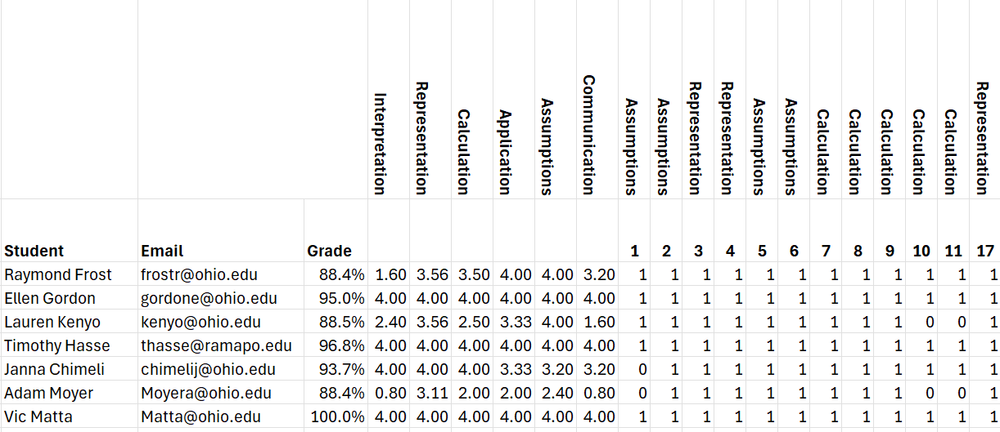 Interpretation Representation Calculation Application Assumptions Communication Assumptions Assumptions Representation Representation Assumptions Assumptions Calculation Calculation Calculation Calculation Calculation Representation
Student Email Grade 1 2 3 4 5 6 7 8 9 10 11 17
Raymond Frost frostr@ohio.edu 88.4% 1.60 3.56 3.50 4.00 4.00 3.20 1 1 1 1 1 1 1 1 1 1 1 1
Ellen Gordon gordone@ohio.edu 95.0% 4.00 4.00 4.00 4.00 4.00 4.00 1 1 1 1 1 1 1 1 1 1 1 1
Lauren Kenyo kenyo@ohio.edu 88.5% 2.40 3.56 2.50 3.33 4.00 1.60 1 1 1 1 1 1 1 1 1 0 0 1
Timothy Hasse thasse@ramapo.edu 96.8% 4.00 4.00 4.00 4.00 4.00 4.00 1 1 1 1 1 1 1 1 1 1 1 1
Janna Chimeli chimelij@ohio.edu 93.7% 4.00 4.00 4.00 3.33 3.20 3.20 0 1 1 1 1 1 1 1 1 1 1 1
Adam Moyer Moyera@ohio.edu 88.4% 0.80 3.11 2.00 2.00 2.40 0.80 0 1 1 1 1 1 1 1 1 0 0 1
Vic Matta Matta@ohio.edu 100.0% 4.00 4.00 4.00 4.00 4.00 4.00 1 1 1 1 1 1 1 1 1 1 1 1